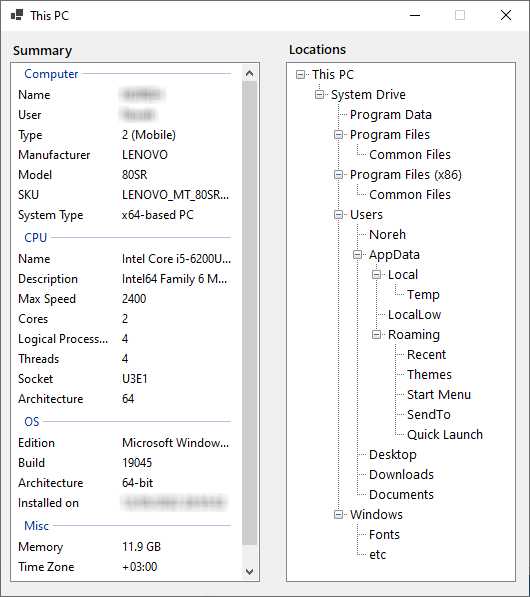 This PC
Summary
Computer
Name
User
Type 2 (Mobile)
Manufacturer LENOVO
Model 80SR
SKU LENOVO_MT_80SR...
System Type x64-based PC
CPU
Name Intel Core i5-6200U...
Description Intel64 Family 6 M...
Max Speed 2400
Cores 2
Logical Process... 4
Threads 4
Socket U3E1
Architecture 64
OS
Edition Microsoft Window...
Build 19045
Architecture 64-bit
Installed on
Misc
Memory 11.9 GB
Time Zone +03:00
Locations
This PC
System Drive
Program Data
Program Files
Common Files
Program Files (x86)
Common Files
Users
Noreh
AppData
Local
Temp
LocalLow
Roaming
Recent
Themes
Start Menu
SendTo
Quick Launch
Desktop
Downloads
Documents
Windows
Fonts
etc